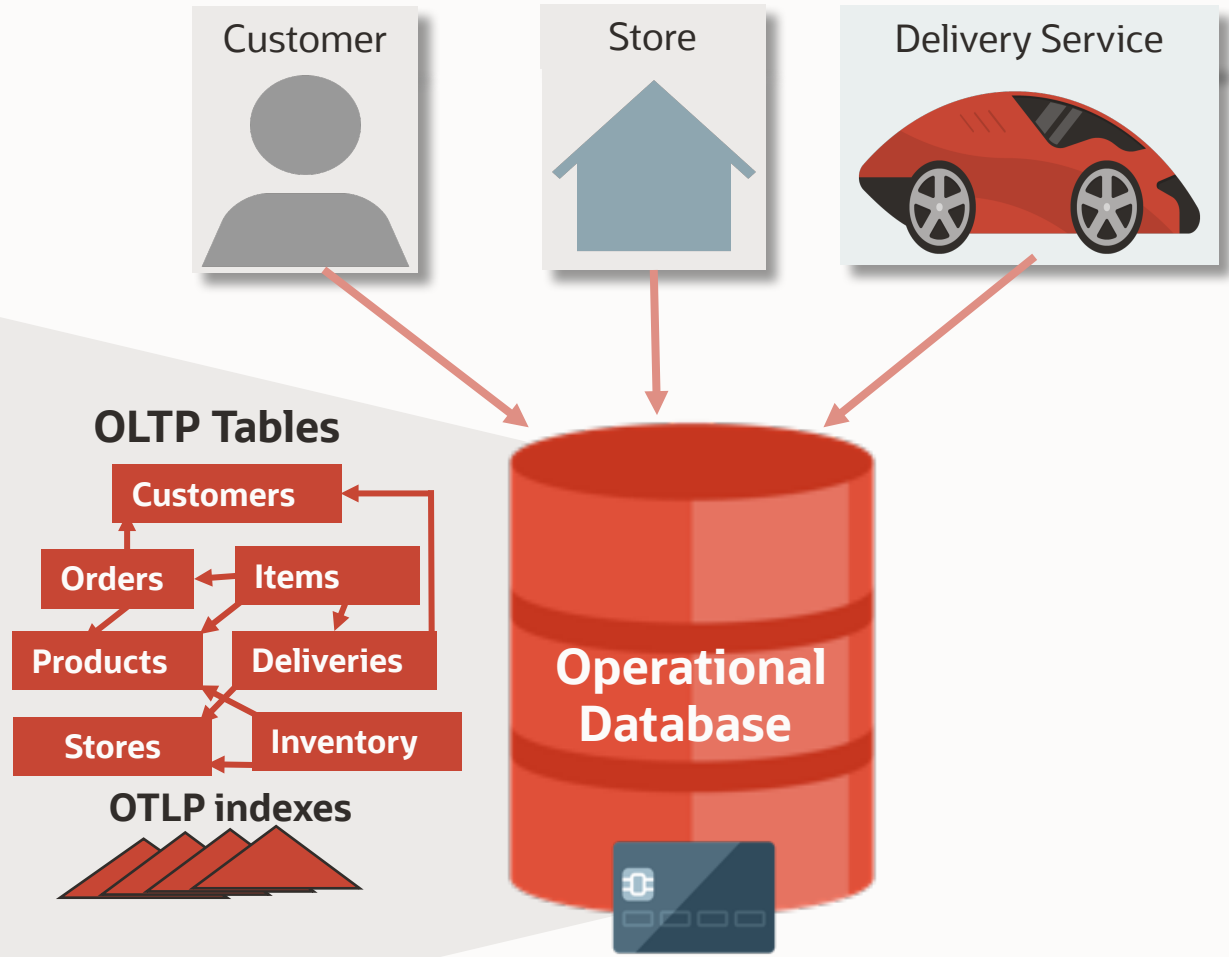 Customer
Store
Delivery Service
OLTP Tables
Customers
Orders
Items
Products
Deliveries
Stores
Inventory
OTLP indexes
Operational
Database